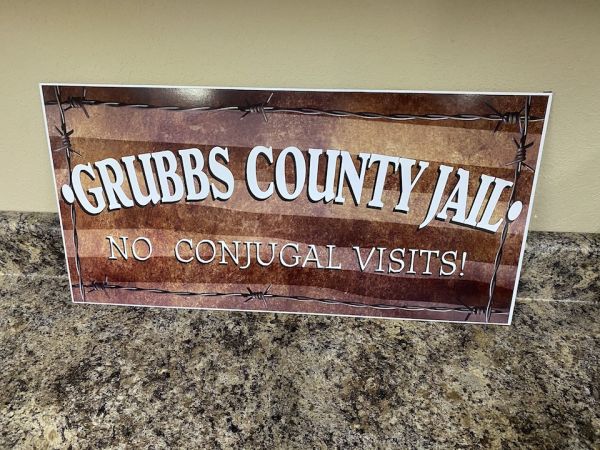 •GRUBBS COUNTY JAIL•
NO CONJUGAL VISITS!